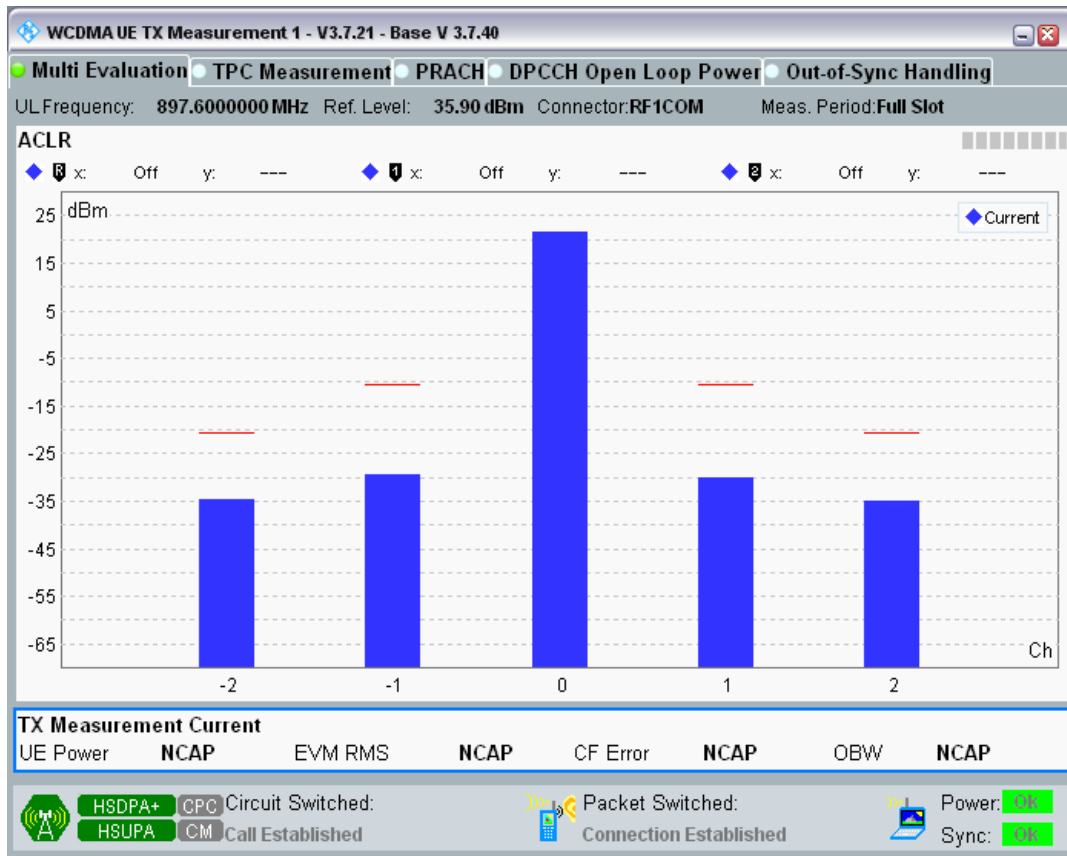 WCDMA UE TX Measurement 1 - V3.7.21 - Base V 3.7.40
Multi Evaluation TPC Measurement PRACH DPCCH Open Loop Power Out-of-Sync Handling
UL Frequency: 897.6000000 MHz Ref. Level: 35.90 dBm Connector:RF1COM Meas. Period:Full Slot
ACLR
R x: Off y: --- 1 x: Off y: --- 2 x: Off y: ---
dBm
Current
25
15
5
-5
-15
-25
-35
-45
-55
-65
Ch
-2 -1 0 1 2
TX Measurement Current
UE Power NCAP EVM RMS NCAP CF Error NCAP OBW NCAP
HSDPA+ CPC Circuit Switched: Packet Switched: Power: Ok
HSUPA CM Call Established Connection Established Sync: Ok